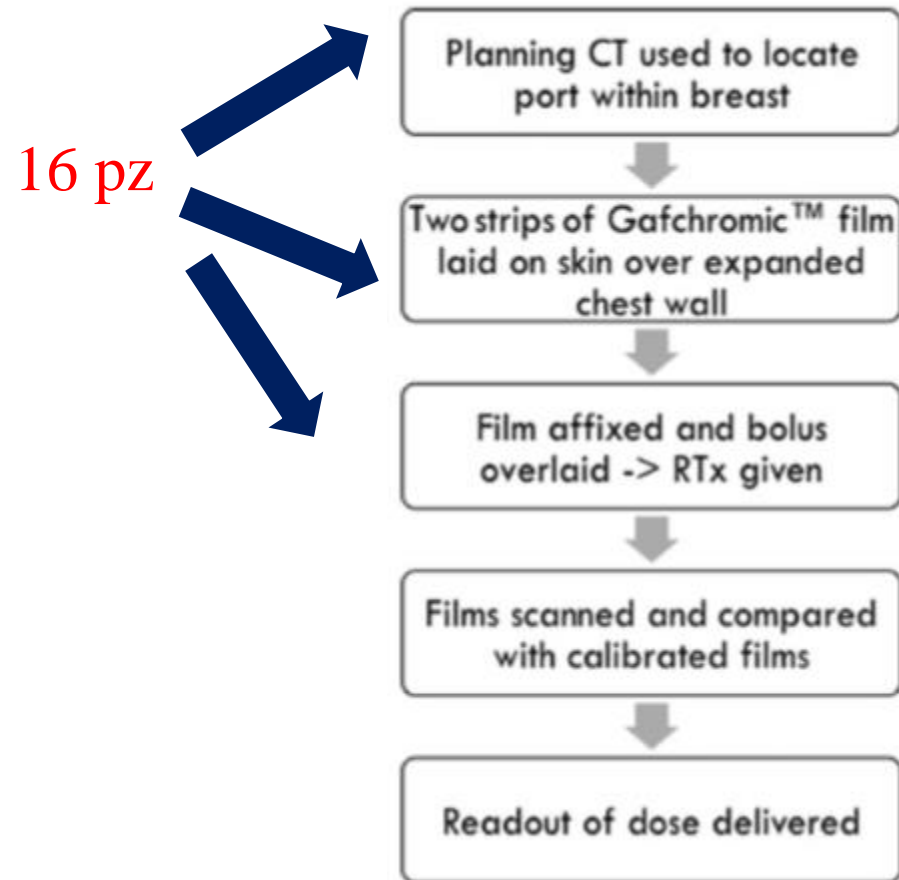 16 pz
Planning CT used to locate
port within breast
Two strips of Gafchromic™ film
laid on skin over expanded
chest wall
Film affixed and bolus
overlaid -> RTx given
Films scanned and compared
with calibrated films
Readout of dose delivered